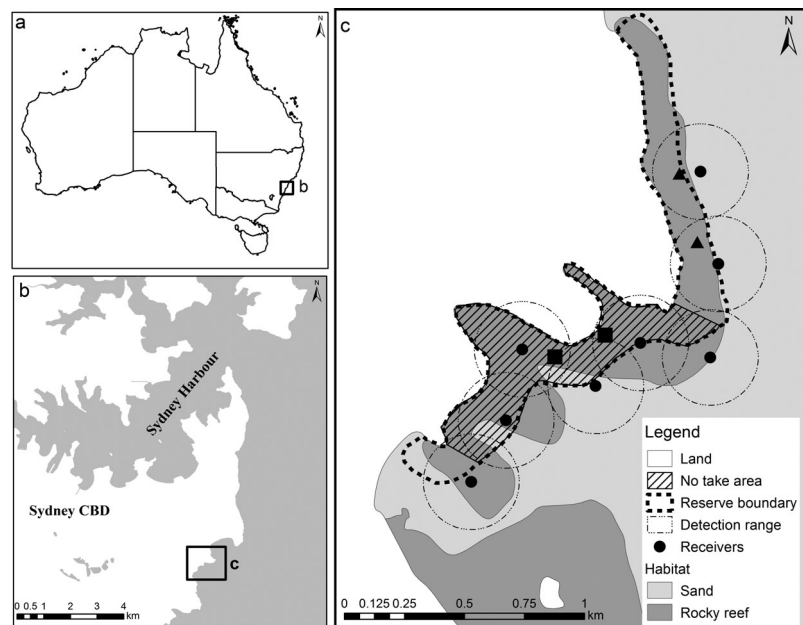 a
N
b
b
N
Sydney Harbour
Sydney CBD
c
0 0.5 1 2 3 4
km
c
N
Legend
Land
No take area
Reserve boundary
Detection range
Receivers
Habitat
Sand
Rocky reef
0 0.125 0.25 0.5 0.75 1
km